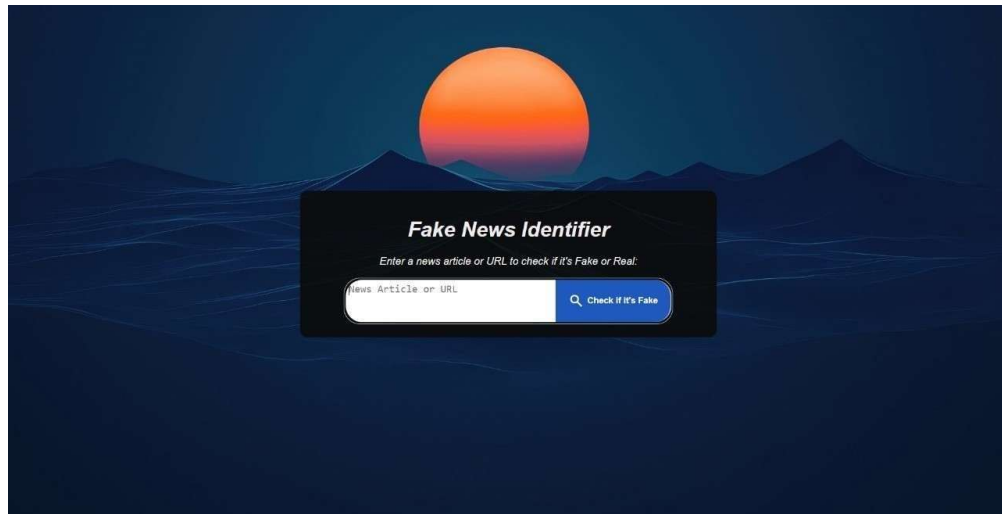 Fake News Identifier
Enter a news article or URL to check if it's Fake or Real:
News Article or URL
Check if it's Fake